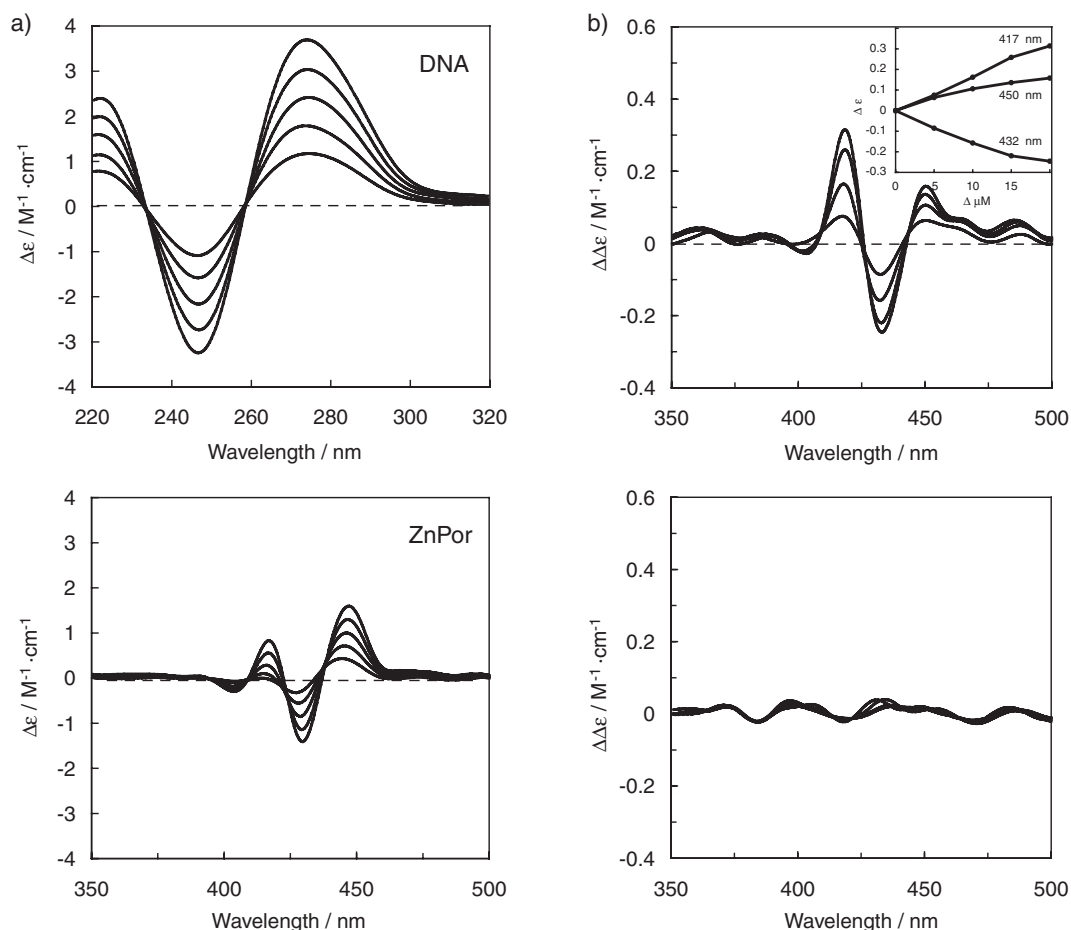 a)
4
3
2
1
0
-1
-2
-3
-4
Δε / M-1 ·cm-1
DNA
220 240 260 280 300 320
Wavelength / nm
b)
0.6
0.4
0.2
0
-0.2
-0.4
ΔΔε / M-1 ·cm-1
0.3
0.2
0.1
0
-0.1
-0.2
-0.3
Δ ε
417 nm
450 nm
432 nm
0 5 10 15
Δ μM
350 400 450 500
Wavelength / nm
4
3
2
1
0
-1
-2
-3
-4
Δε / M-1 ·cm-1
ZnPor
350 400 450 500
Wavelength / nm
0.6
0.4
0.2
0
-0.2
-0.4
ΔΔε / M-1 ·cm-1
350 400 450 500
Wavelength / nm